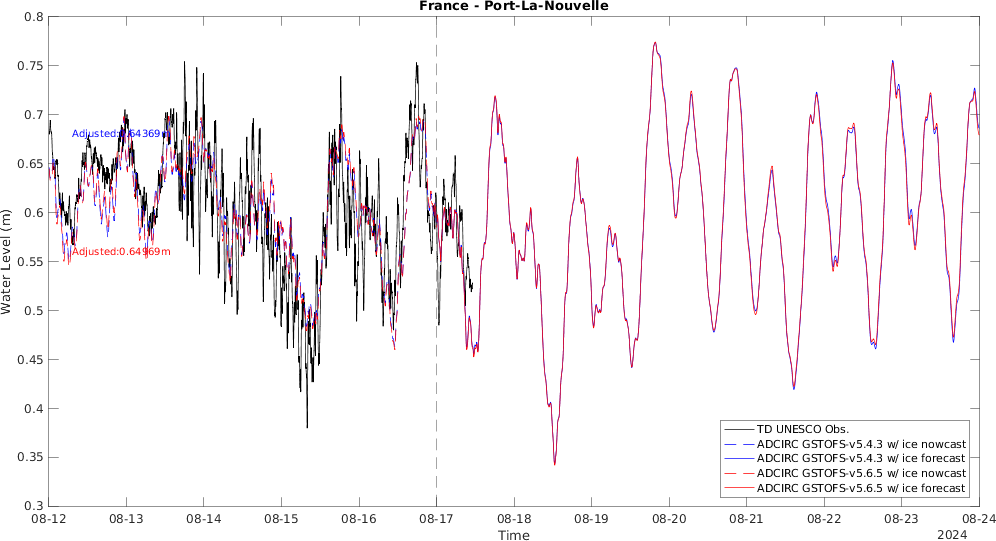 France - Port-La-Nouvelle
0.8
0.75
0.7
0.65
0.6
0.55
0.5
0.45
0.4
0.35
0.3
Water Level (m)
Adjusted:0.64369m
Adjusted:0.64969m
TD UNESCO Obs.
ADCIRC GSTOFS-v5.4.3 w/ ice nowcast
ADCIRC GSTOFS-v5.4.3 w/ ice forecast
ADCIRC GSTOFS-v5.6.5 w/ ice nowcast
ADCIRC GSTOFS-v5.6.5 w/ ice forecast
08-12 08-13 08-14 08-15 08-16 08-17 08-18 08-19 08-20 08-21 08-22 08-23 08-24
Time
2024